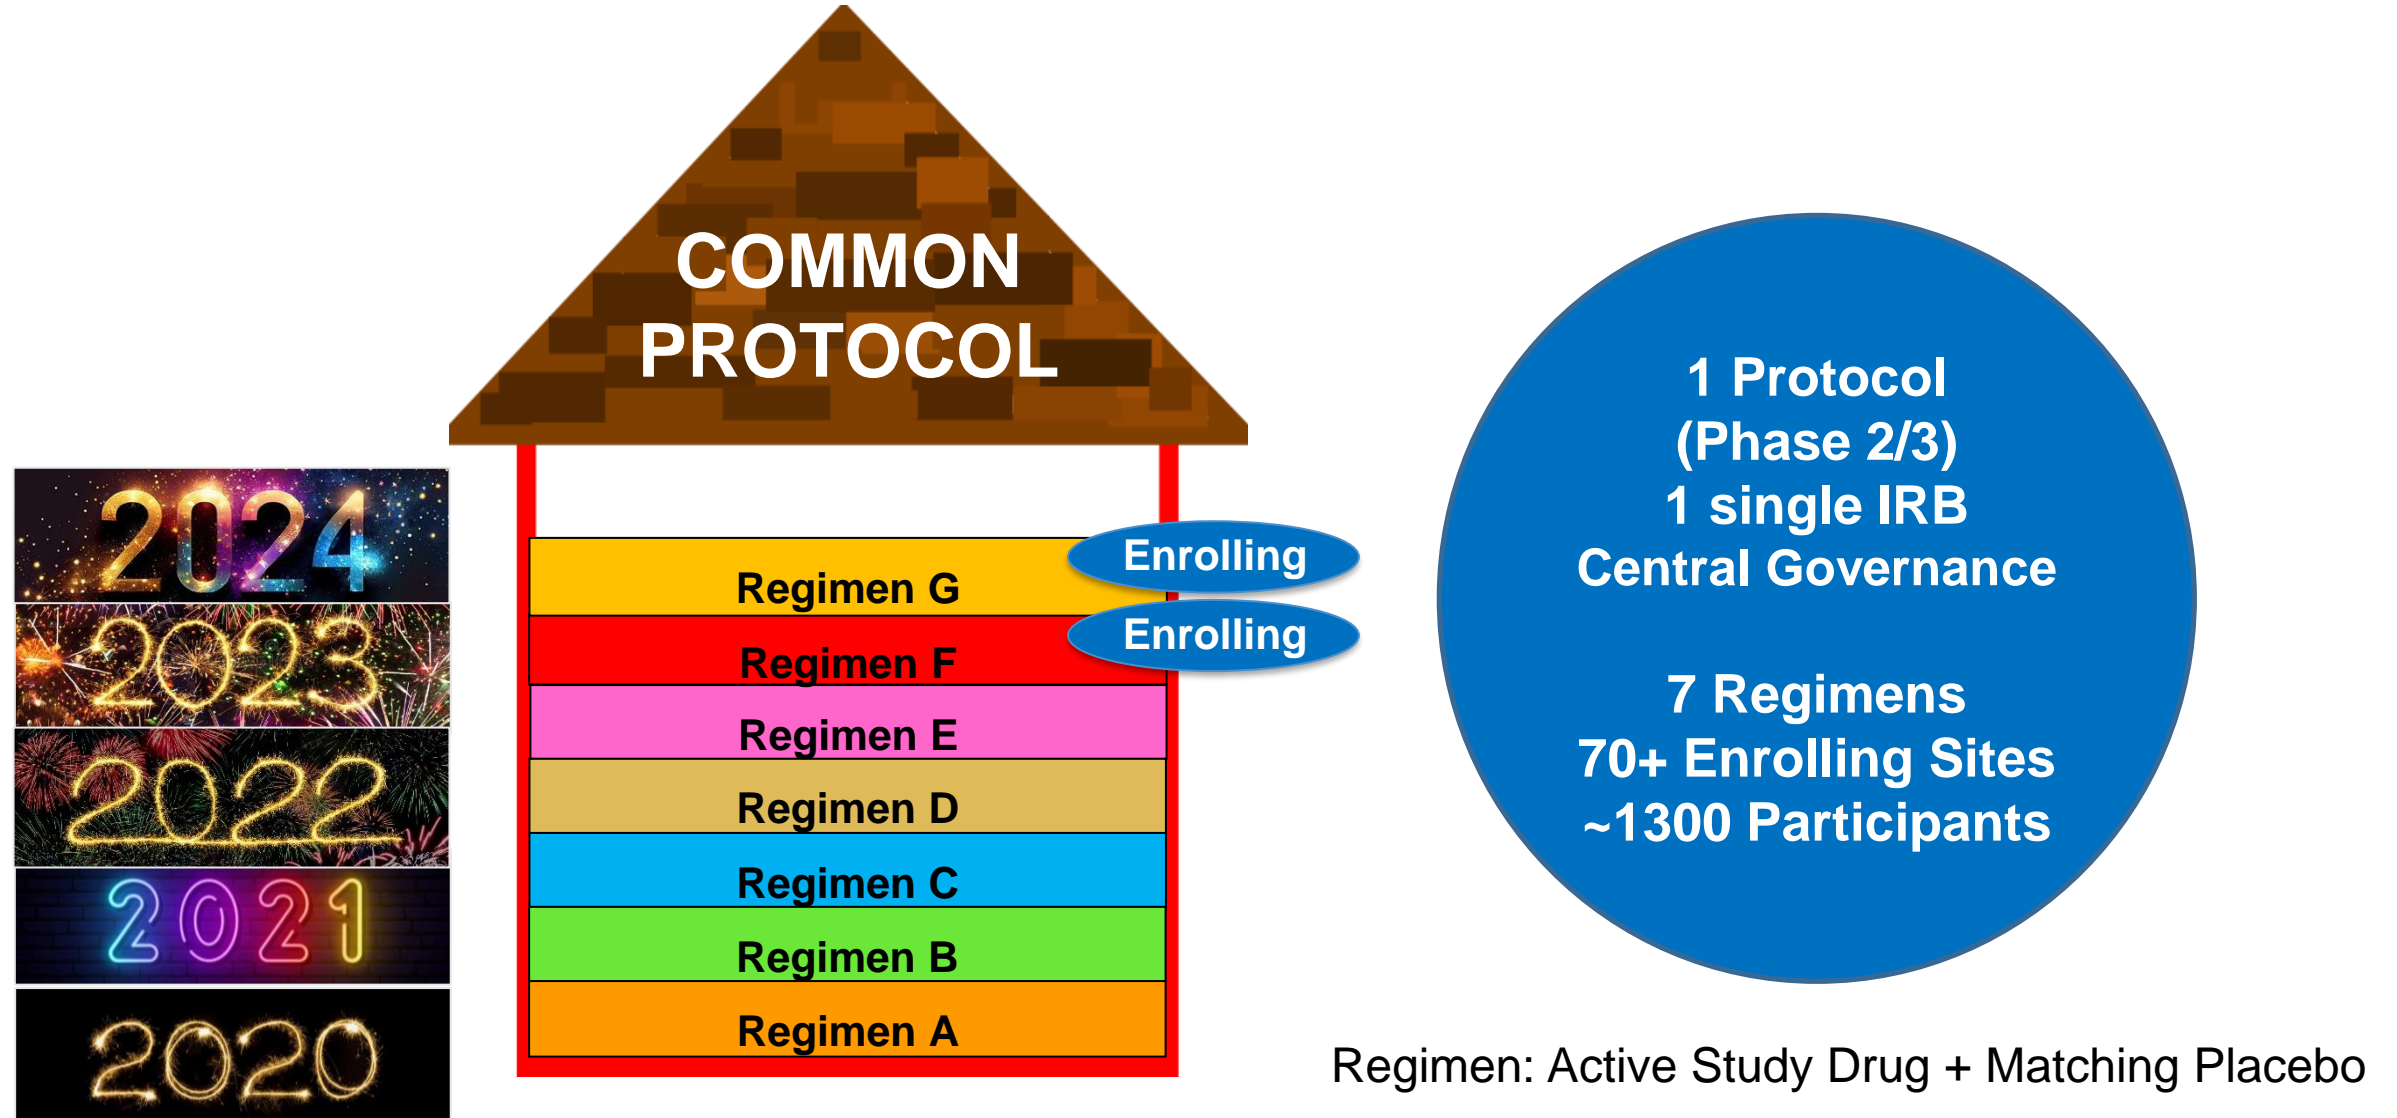 COMMON
PROTOCOL
2024
2023
2022
2021
2020
Regimen G
Enrolling
Regimen F
Enrolling
Regimen E
Regimen D
Regimen C
Regimen B
Regimen A
1 Protocol
(Phase 2/3)
1 single IRB
Central Governance
7 Regimens
70+ Enrolling Sites
~1300 Participants
Regimen: Active Study Drug + Matching Placebo